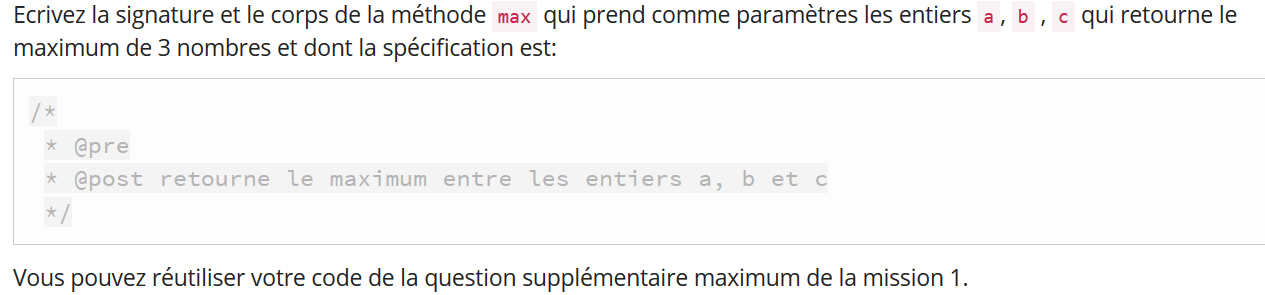 Ecrivez la signature et le corps de la méthode max qui prend comme paramètres les entiers a, b , c qui retourne le
maximum de 3 nombres et dont la spécification est:
/*
* @pre
* @post retourne le maximum entre les entiers a, b et c
*/
Vous pouvez réutiliser votre code de la question supplémentaire maximum de la mission 1.